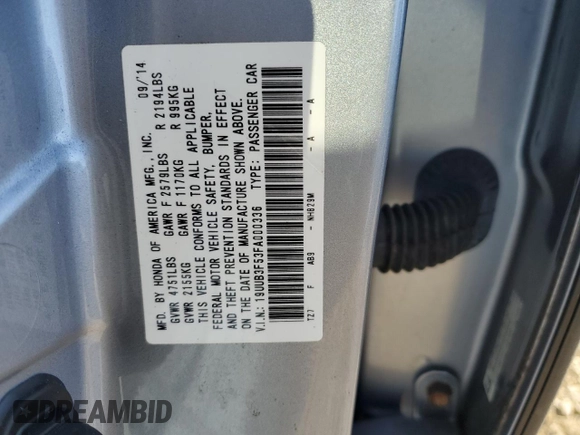 MFD. BY HONDA OF AMERICA MFG., INC. 09/14
GVWR 4751LBS GAWR F 2579LBS R 2194LBS
GVWR 2155KG GAWR F 1170KG R 995KG
THIS VEHICLE CONFORMS TO ALL APPLICABLE
FEDERAL MOTOR VEHICLE SAFETY, BUMPER,
AND THEFT PREVENTION STANDARDS IN EFFECT
ON THE DATE OF MANUFACTURE SHOWN ABOVE.
V.I.N.: 19UUB3F53FA000336 TYPE: PASSENGER CAR
TZ3 F AB9 - NH829M - A - A
DREAMBID